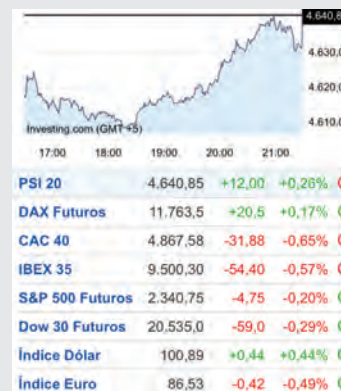 4.640,8
4.630,0
4.620,0
4.610,0
Investing.com (GMT +5)
17:00 18:00 19:00 20:00 21:00
PSI 20 4.640,85 +12,00 +0,26%
DAX Futuros 11.763,5 +20,5 +0,17%
CAC 40 4.867,58 -31,88 -0,65%
IBEX 35 9.500,30 -54,40 -0,57%
S&P 500 Futuros 2.340,75 -4,75 -0,20%
Dow 30 Futuros 20.535,0 -59,0 -0,29%
Índice Dólar 100,89 +0,44 +0,44%
Índice Euro 86,53 -0,42 -0,49%